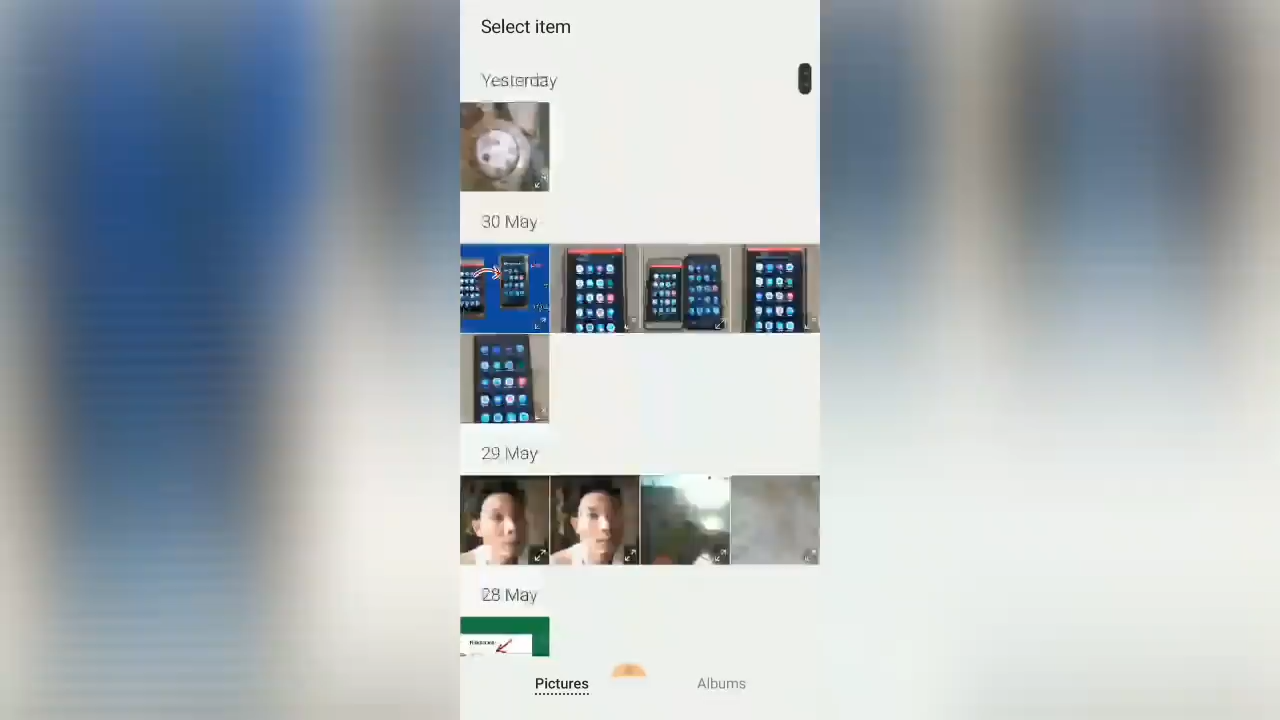 Select item
Yesterday
30 May
29 May
28 May
Pictures
Albums